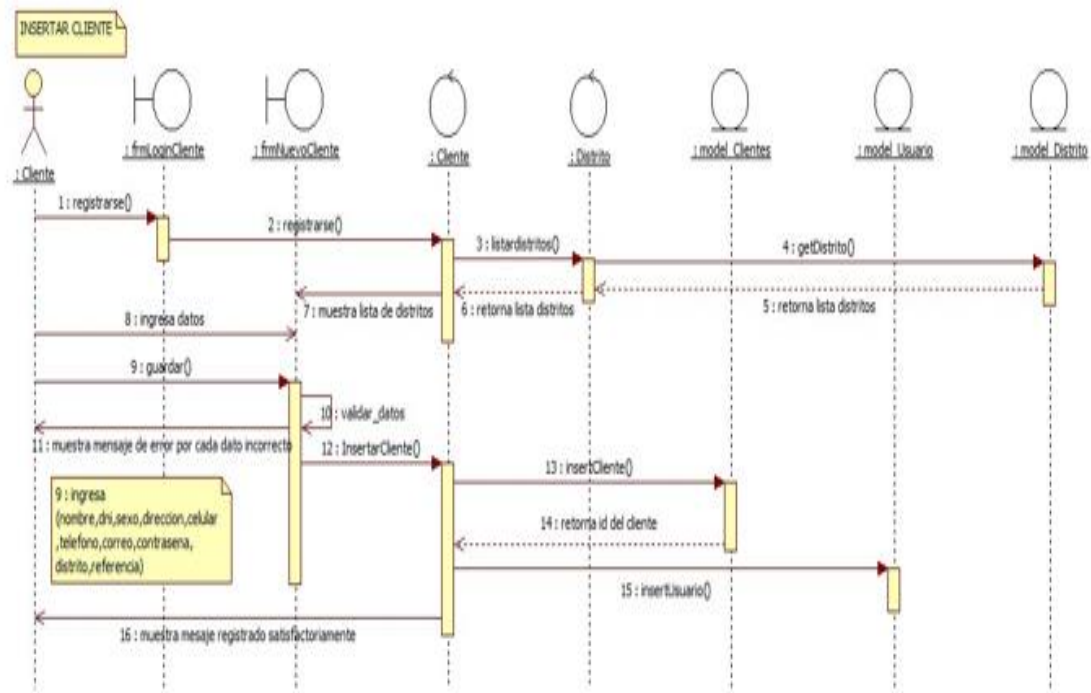 INSERTAR CLIENTE
: Cliente
: frmLoginCliente
: frmNuevoCliente
: Cliente
: Distrito
: model_Clientes
: model_Usuario
: model_Distrito
1 : registrarse()
2 : registrarse()
3 : listardistritos()
4 : getDistrito()
5 : retorna lista distritos
6 : retorna lista distritos
7 : muestra lista de distritos
8 : ingresa datos
9 : guardar()
10 : validar_datos
11 : muestra mensaje de error por cada dato incorrecto
12 : InsertarCliente()
13 : insertCliente()
14 : retorna id del cliente
9 : ingresa
(nombre,dni,sexo,direccion,celular
,telefono,correo,contrasena,
distrito,referencia)
15 : insertUsuario()
16 : muestra mesaje registrado satisfactoriamente